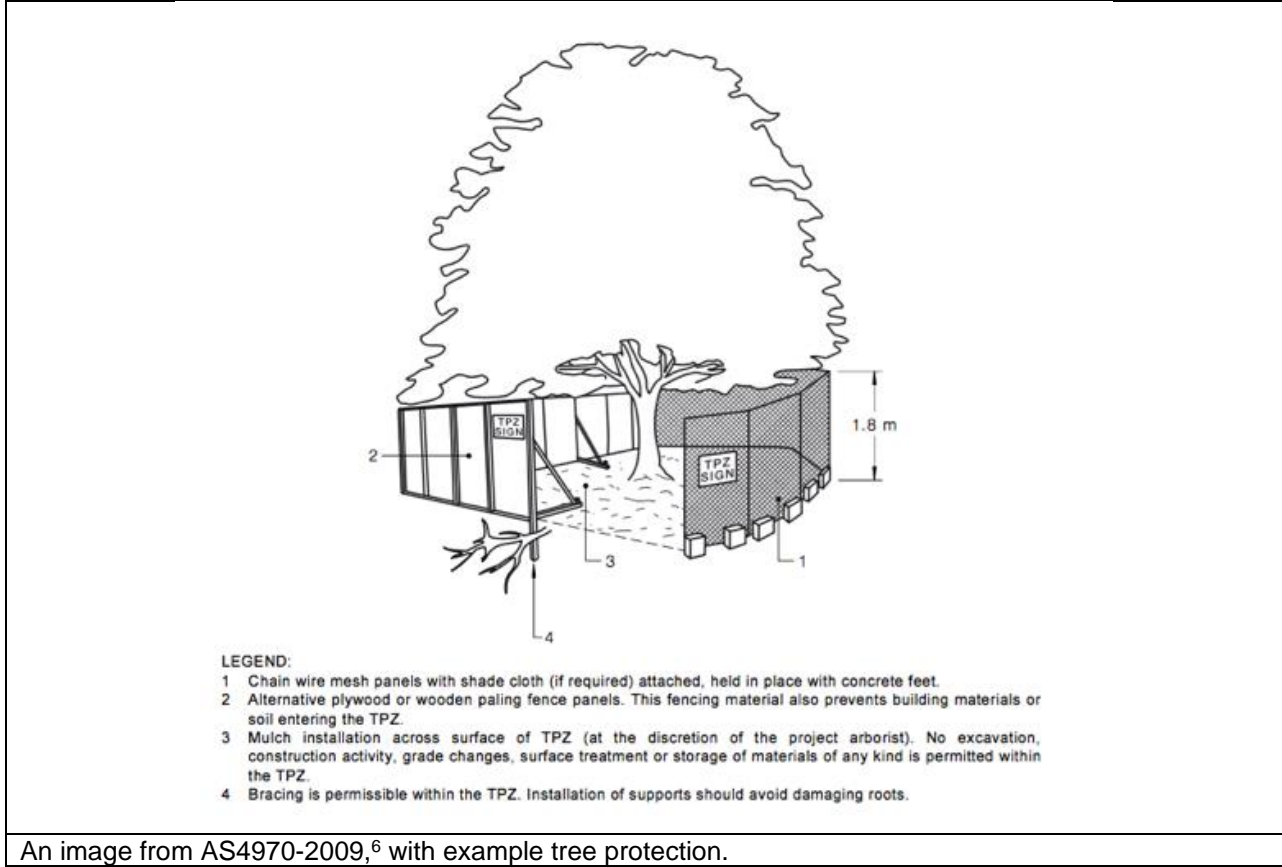 TPZ
SIGN
1.8 m
2
TPZ
SIGN
3
1
4
LEGEND:
1 Chain wire mesh panels with shade cloth (if required) attached, held in place with concrete feet.
2 Alternative plywood or wooden paling fence panels. This fencing material also prevents building materials or
soil entering the TPZ.
3 Mulch installation across surface of TPZ (at the discretion of the project arborist). No excavation,
construction activity, grade changes, surface treatment or storage of materials of any kind is permitted within
the TPZ.
4 Bracing is permissible within the TPZ. Installation of supports should avoid damaging roots.
An image from AS4970-2009,⁶ with example tree protection.